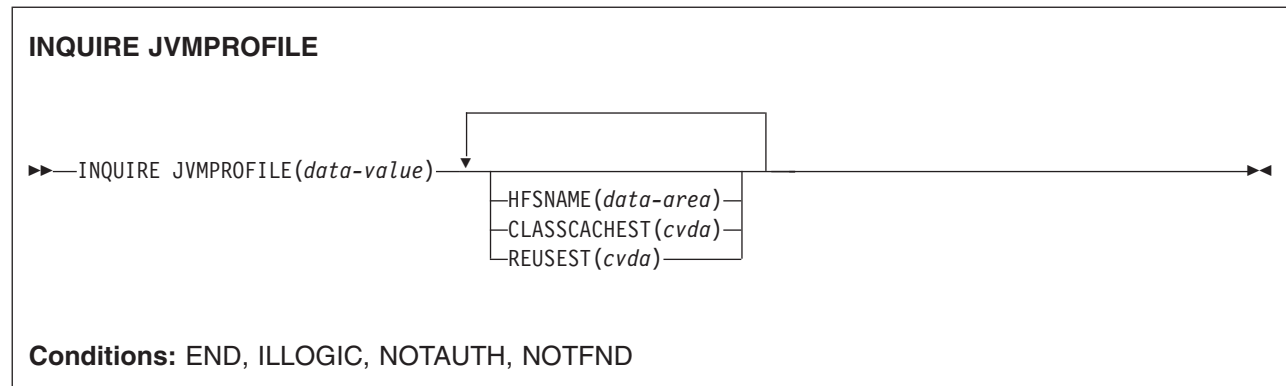 INQUIRE JVMPROFILE
INQUIRE JVMPROFILE(data-value)
HFSNAME(data-area)
CLASSCACHEST(cvda)
REUSEST(cvda)
Conditions: END, ILLOGIC, NOTAUTH, NOTFND